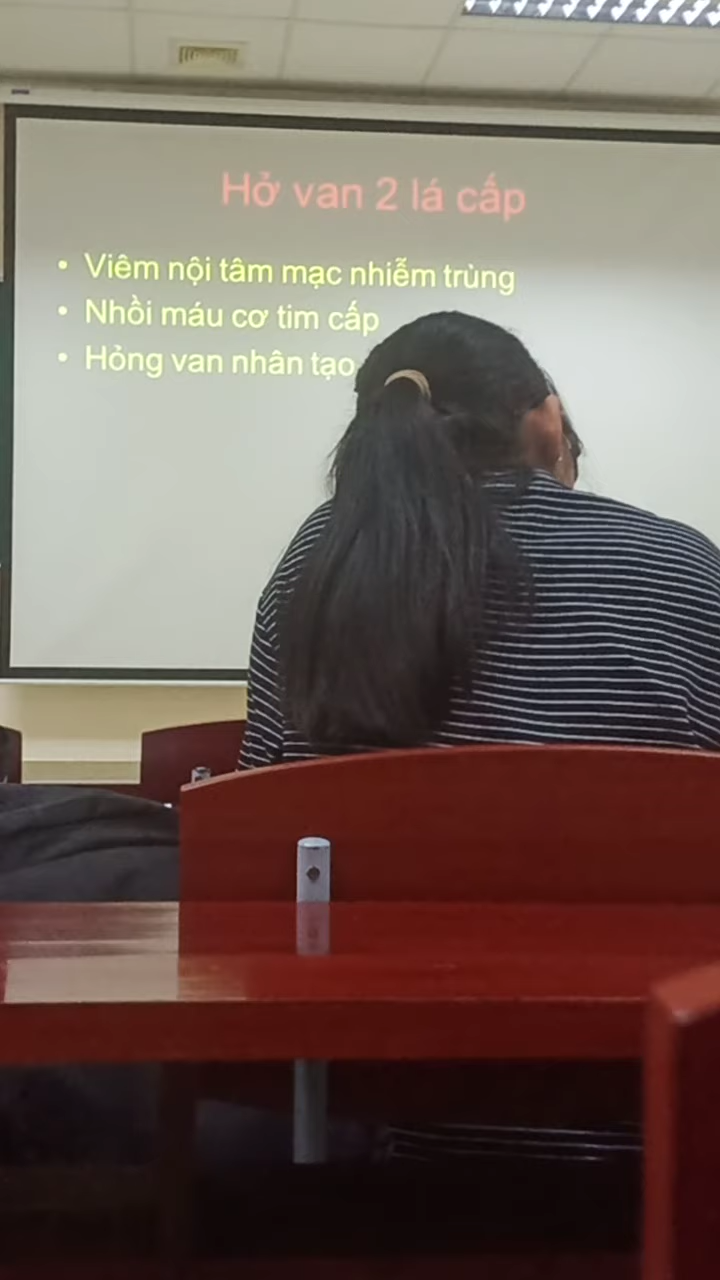 Hở van 2 lá cấp
• Viêm nội tâm mạc nhiễm trùng
• Nhồi máu cơ tim cấp
• Hỏng van nhân tạo